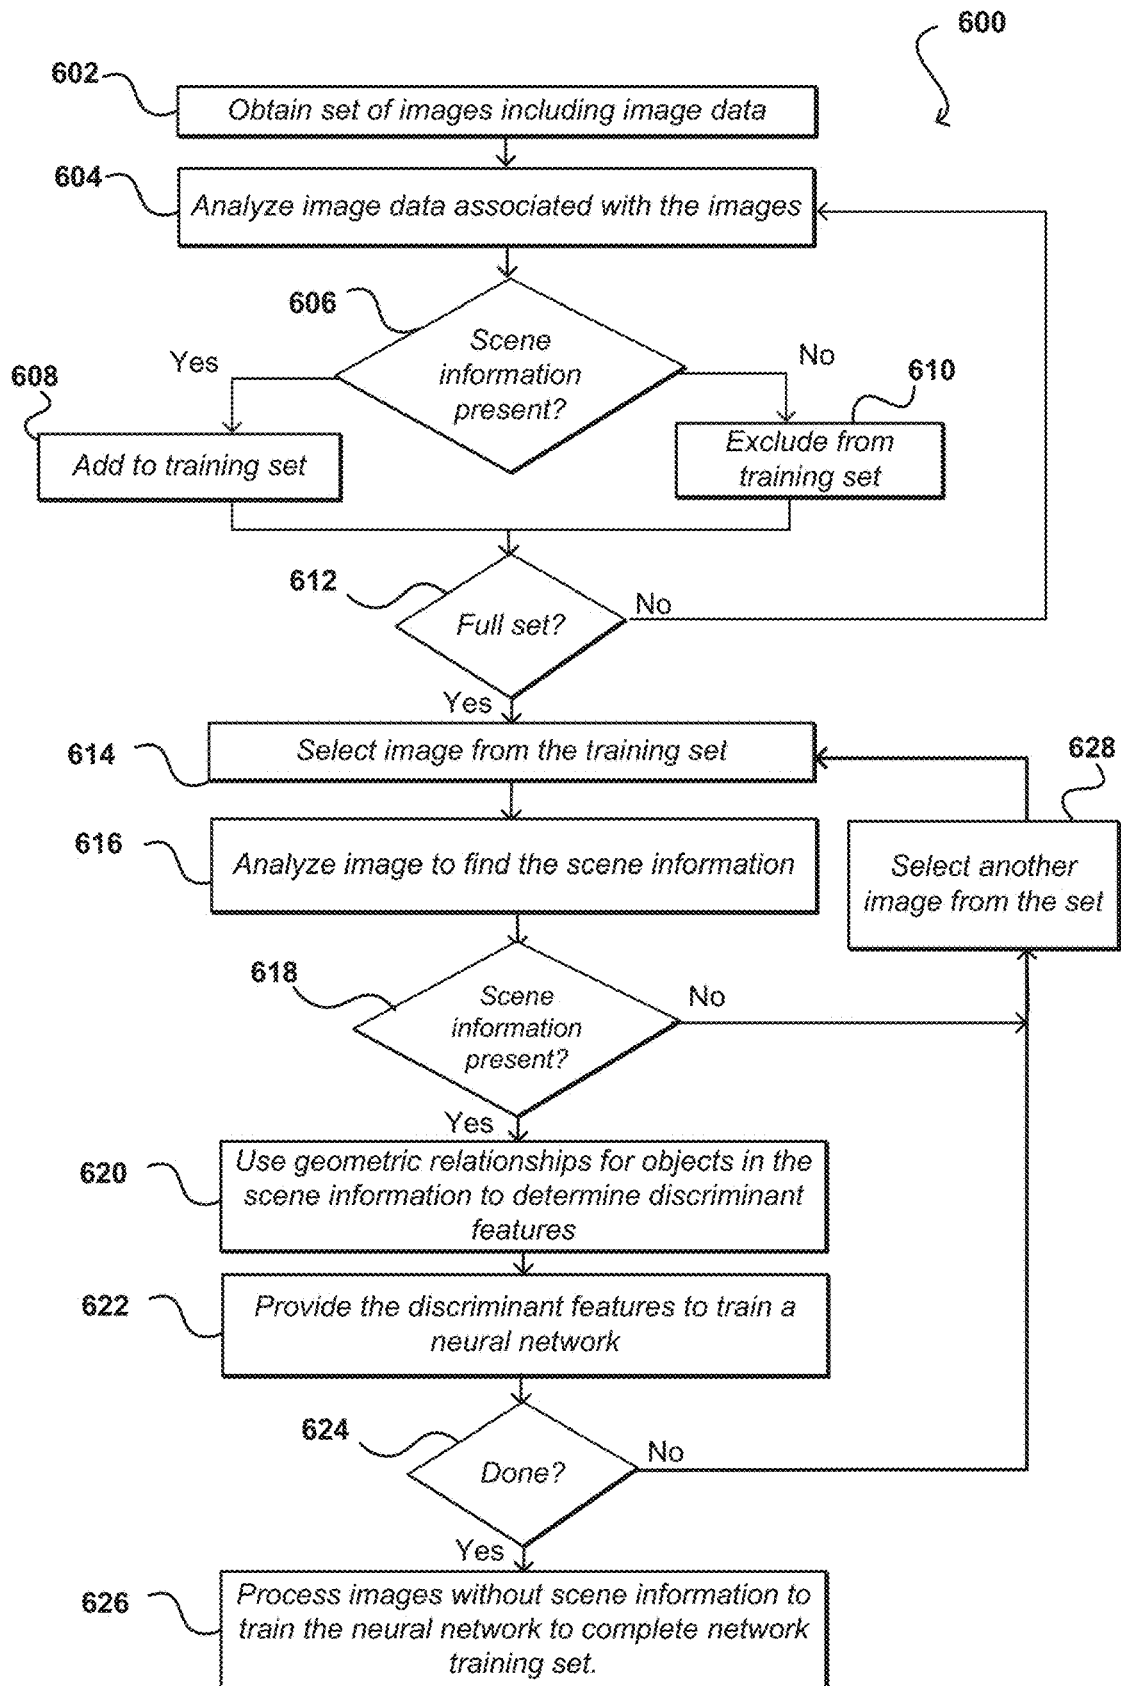 600
602
Obtain set of images including image data
604
Analyze image data associated with the images
606
Scene
information
present?
Yes
No
608
Add to training set
610
Exclude from
training set
612
Full set?
No
Yes
614
Select image from the training set
628
616
Analyze image to find the scene information
Select another
image from the set
618
Scene
information
present?
No
Yes
620
Use geometric relationships for objects in the
scene information to determine discriminant
features
622
Provide the discriminant features to train a
neural network
624
Done?
No
Yes
626
Process images without scene information to
train the neural network to complete network
training set.